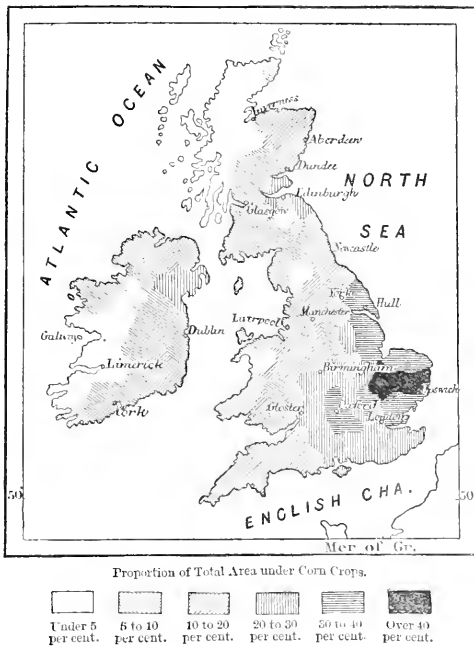 ATLANTIC OCEAN
NORTH
SEA
Inverness
Aberdeen
Dundee
Edinburgh
Glasgow
Newcastle
York
Hull
Manchester
Liverpool
Galway
Dublin
Limerick
Cork
Birmingham
Ipswich
London
50
50
ENGLISH CHA.
Mer of Gr.
Proportion of Total Area under Corn Crops.
Under 5 per cent.
5 to 10 per cent.
10 to 20 per cent.
20 to 30 per cent.
30 to 40 per cent.
Over 40 per cent.